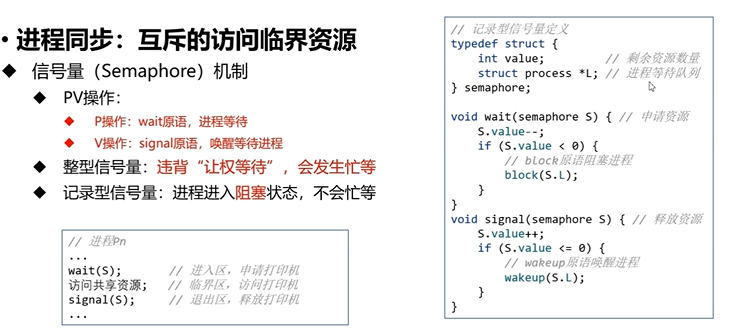 • 进程同步：互斥的访问临界资源
◆ 信号量（Semaphore）机制
◆ PV操作：
◆ P操作：wait原语，进程等待
◆ V操作：signal原语，唤醒等待进程
◆ 整型信号量：违背“让权等待”，会发生忙等
◆ 记录型信号量：进程进入阻塞状态，不会忙等
// 进程Pn
...
wait(S); // 进入区，申请打印机
访问共享资源; // 临界区，访问打印机
signal(S); // 退出区，释放打印机
...
// 记录型信号量定义
typedef struct {
int value; // 剩余资源数量
struct process *L; // 进程等待队列
} semaphore;
void wait(semaphore S) { // 申请资源
S.value--;
if (S.value < 0) {
// block原语阻塞进程
block(S.L);
}
}
void signal(semaphore S) { // 释放资源
S.value++;
if (S.value <= 0) {
// wakeup原语唤醒进程
wakeup(S.L);
}
}